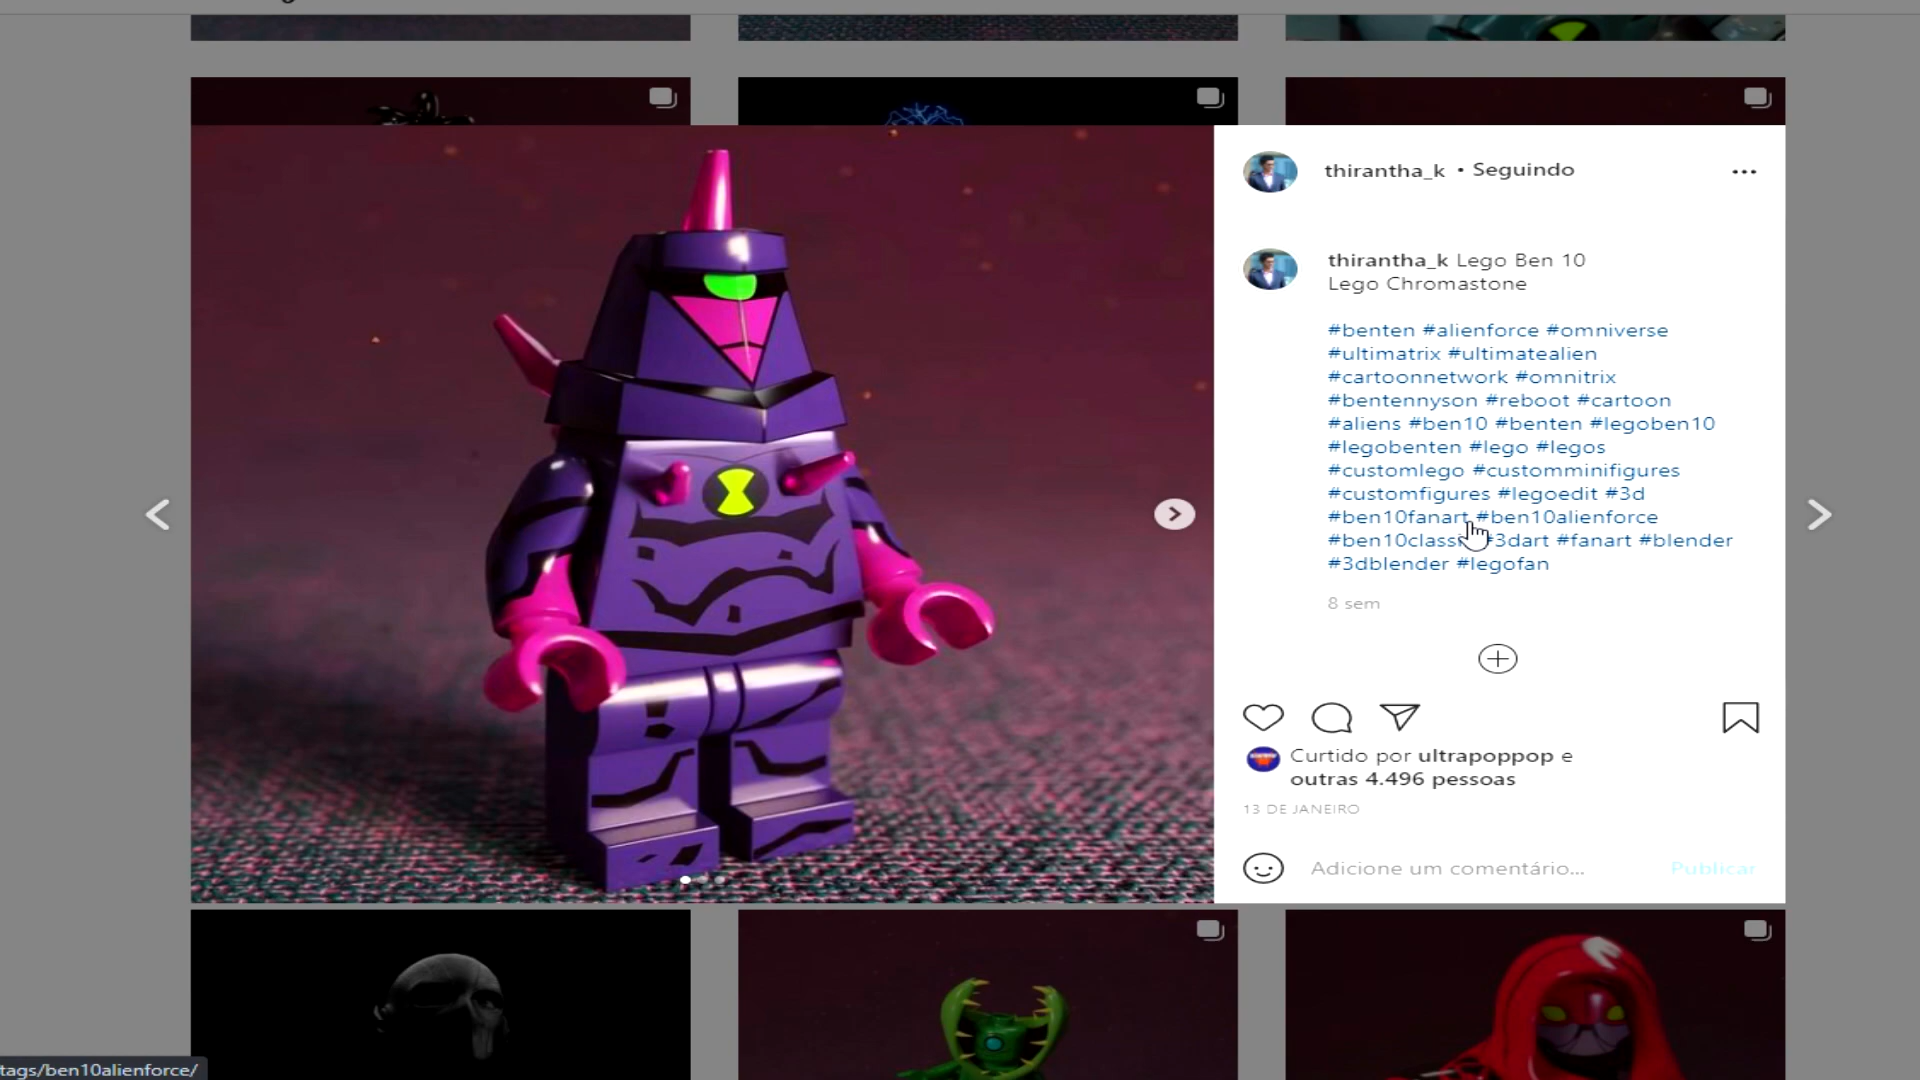 thirantha_k • Seguindo
thirantha_k Lego Ben 10
Lego Chromastone
#benten #alienforce #omniverse
#ultimatrix #ultimatealien
#cartoonnetwork #omnitrix
#bentennyson #reboot #cartoon
#aliens #ben10 #benten #legoben10
#legobenten #lego #legos
#customlego #customminifigures
#customfigures #legoedit #3d
#ben10fanart #ben10alienforce
#3dart #fanart #blender
#3dblender #legofan
8 sem
Curtido por ultrapoppop e
outras 4.496 pessoas
13 DE JANEIRO
Adicione um comentário... Publicar
tags/ben10alienforce/